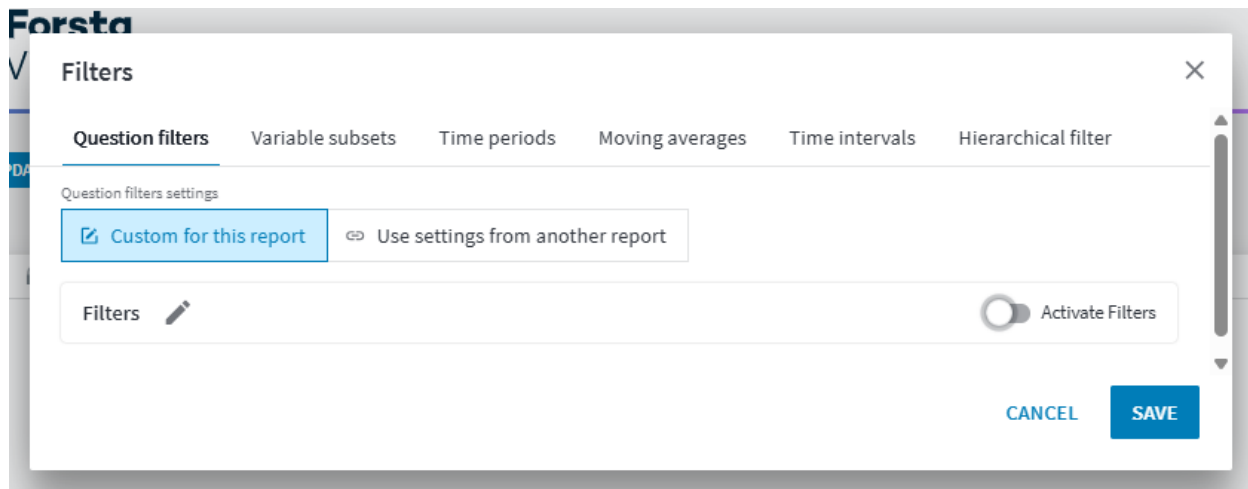 Forsta
V
Filters
Question filters Variable subsets Time periods Moving averages Time intervals Hierarchical filter
PDA
Question filters settings
Custom for this report Use settings from another report
Filters Activate Filters
CANCEL SAVE